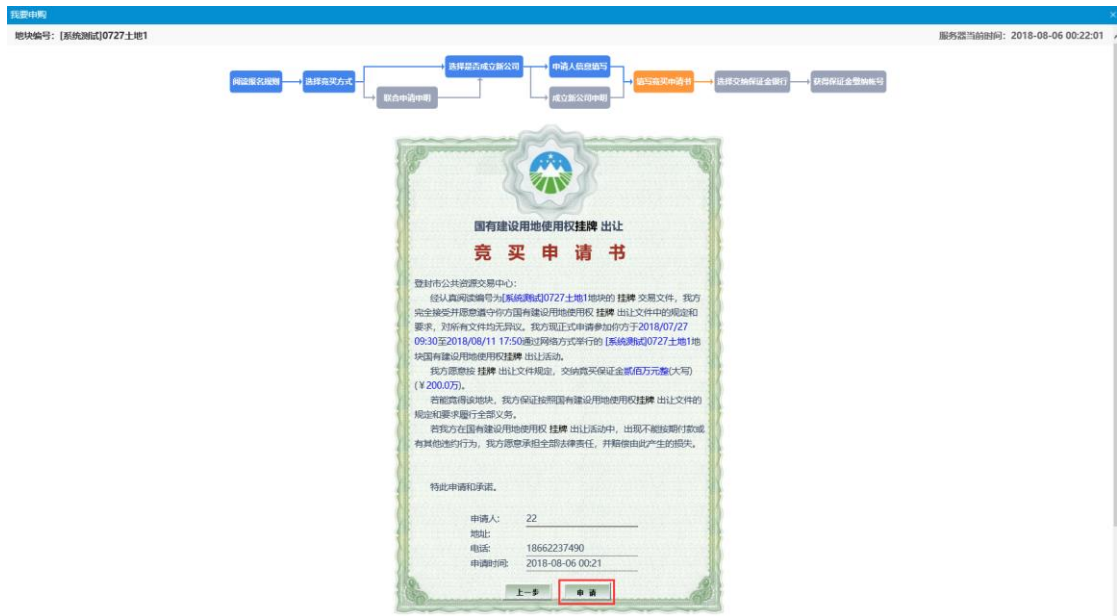 我要申购
地块编号：[系统测试]0727土地1
服务器当前时间：2018-08-06 00:22:01
选择是否成立新公司
申请人信息填写
阅读报名规则
选择竞买方式
填写竞买申请书
选择交纳保证金银行
获得保证金缴纳帐号
联合申请申明
成立新公司申明
国有建设用地使用权挂牌 出让
竞 买 申 请 书
登封市公共资源交易中心：
经认真阅读编号为[系统测试]0727土地1地块的 挂牌 交易文件，我方
完全接受并愿意遵守你方国有建设用地使用权 挂牌 出让文件中的规定和
要求，对所有文件均无异议。我方现正式申请参加你方于2018/07/27
09:30至2018/08/11 17:50通过网络方式举行的 [系统测试]0727土地1地
块国有建设用地使用权挂牌 出让活动。
我方愿意按 挂牌 出让文件规定，交纳竞买保证金贰佰万元整(大写)
(￥200.0万)。
若能竞得该地块，我方保证按照国有建设用地使用权挂牌 出让文件的
规定和要求履行全部义务。
若我方在国有建设用地使用权 挂牌 出让活动中，出现不能按期付款或
有其他违约行为，我方愿意承担全部法律责任，并赔偿由此产生的损失。
特此申请和承诺。
申请人： 22
地址：
电话： 18662237490
申请时间： 2018-08-06 00:21
上一步 申 请